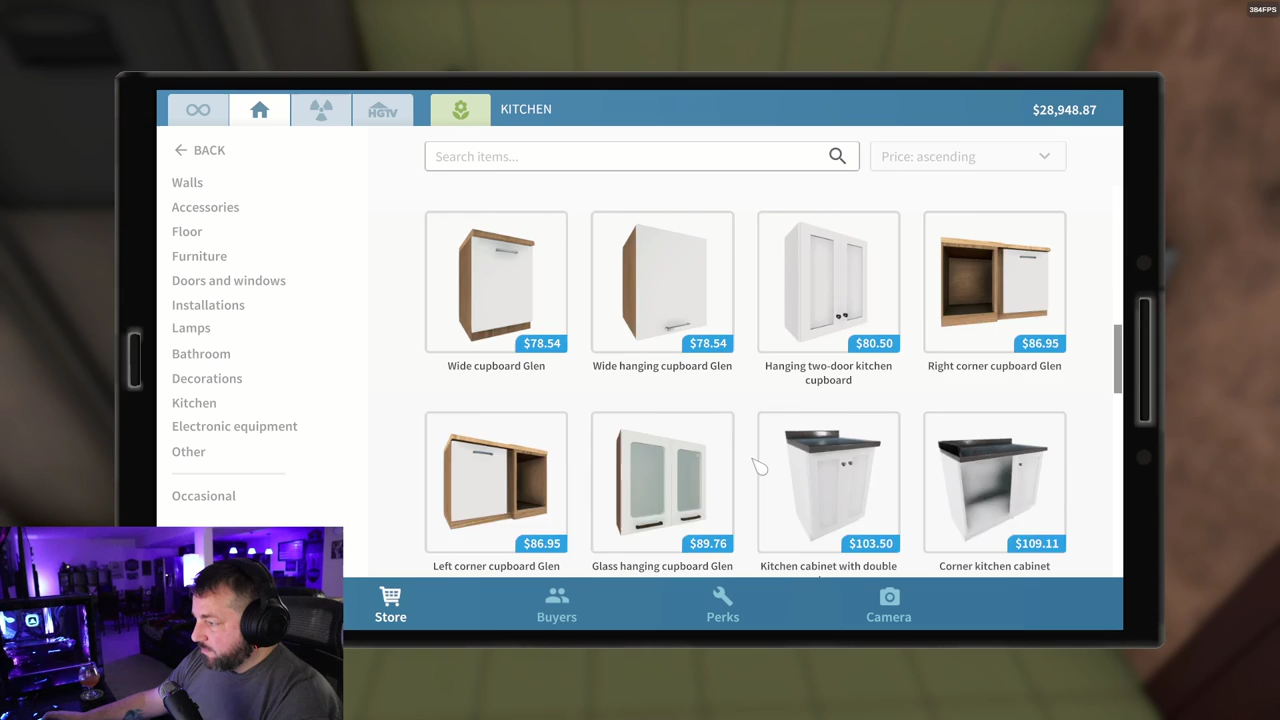 384FPS
HGTV
KITCHEN
$28,948.87
BACK
Search items...
Price: ascending
Walls
Accessories
Floor
Furniture
Doors and windows
Installations
Lamps
Bathroom
Decorations
Kitchen
Electronic equipment
Other
Occasional
$78.54
$78.54
$80.50
$86.95
Wide cupboard Glen
Wide hanging cupboard Glen
Hanging two-door kitchen
cupboard
Right corner cupboard Glen
$86.95
$89.76
$103.50
$109.11
Left corner cupboard Glen
Glass hanging cupboard Glen
Kitchen cabinet with double
Corner kitchen cabinet
Store
Buyers
Perks
Camera